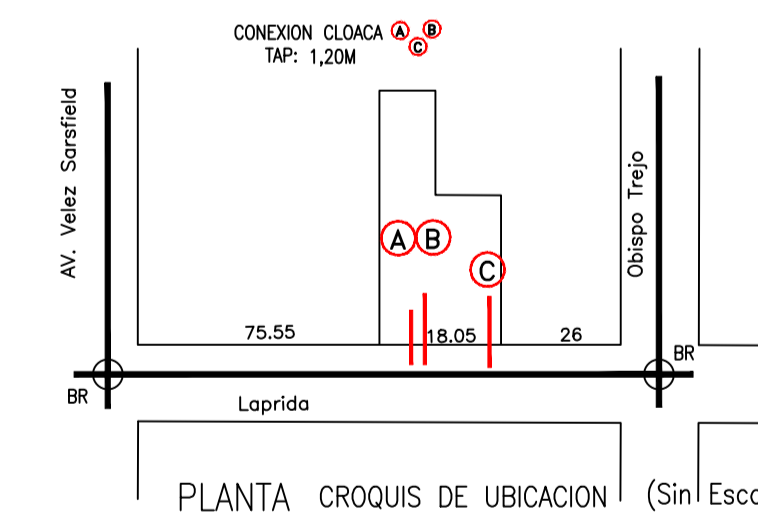 CONEXION CLOACA A B
C
TAP: 1,20M
AV. Velez Sarsfield
Obispo Trejo
A B
C
75.55
18.05
26
BR
BR
Laprida
PLANTA CROQUIS DE UBICACION (Sin Esc